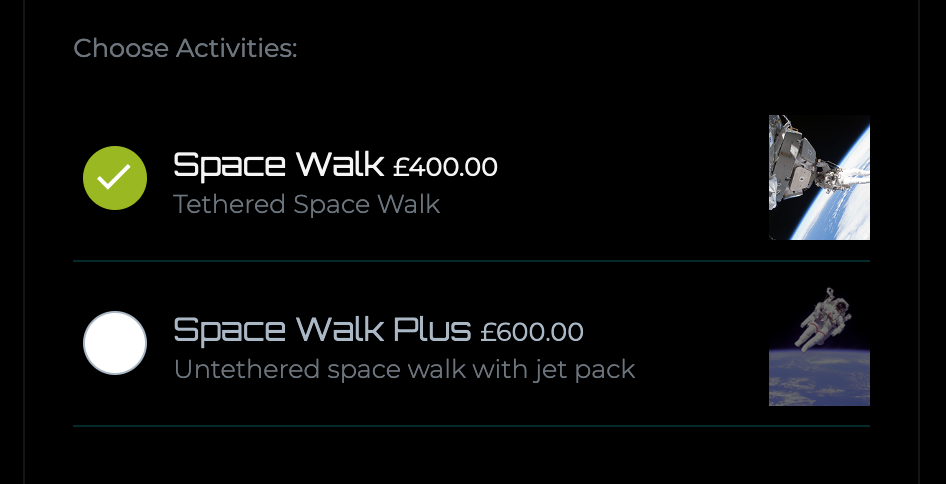 Choose Activities:
Space Walk £400.00
Tethered Space Walk
Space Walk Plus £600.00
Untethered space walk with jet pack